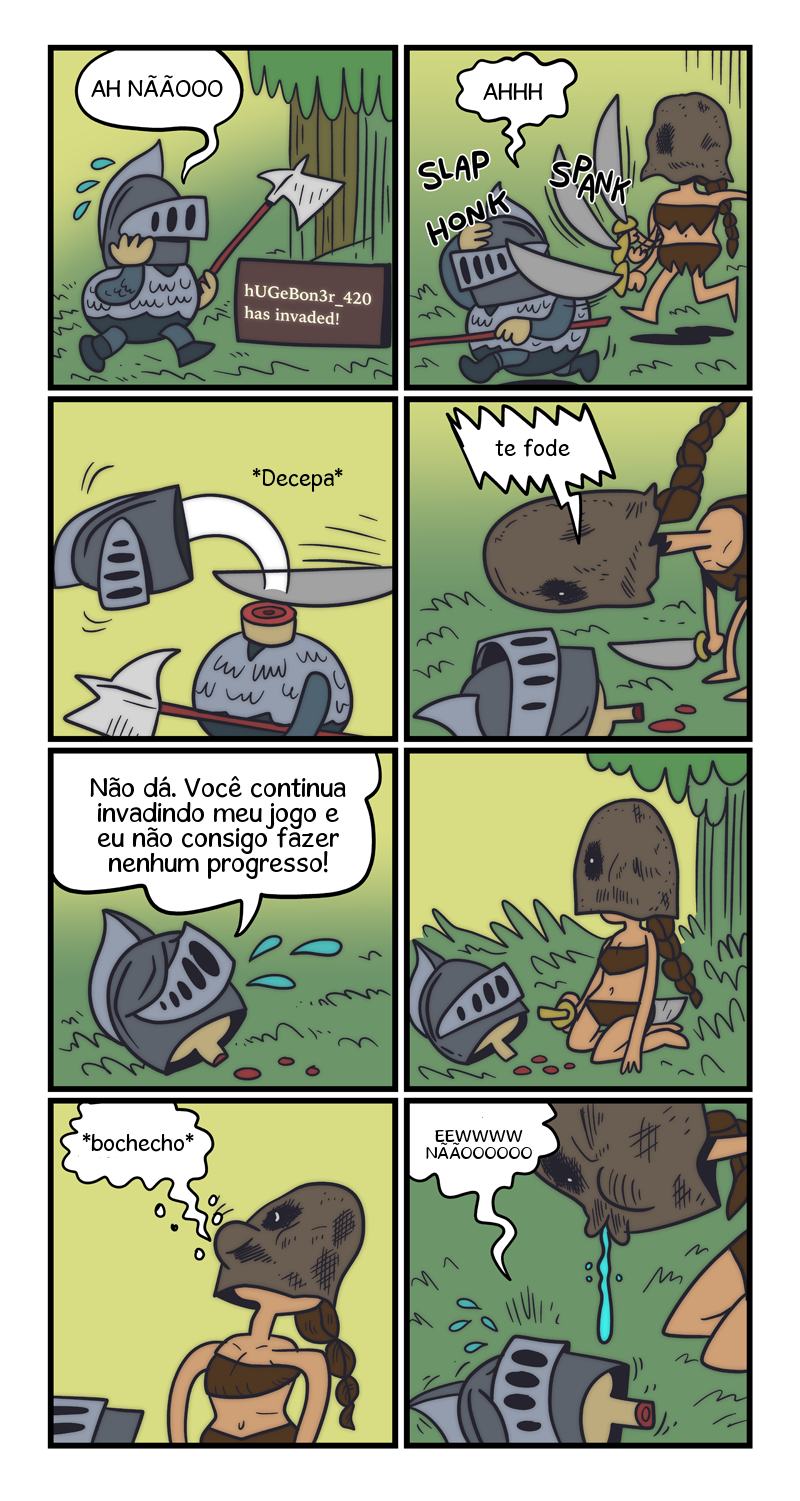 AH NÃÃOOO
hUGeBon3r_420
has invaded!
AHHH
SLAP
SPANK
HONK
*Decepa*
te fode
Não dá. Você continua
invadindo meu jogo e
eu não consigo fazer
nenhum progresso!
*bochecho*
EEWWWW
NÃÃOOOOOO